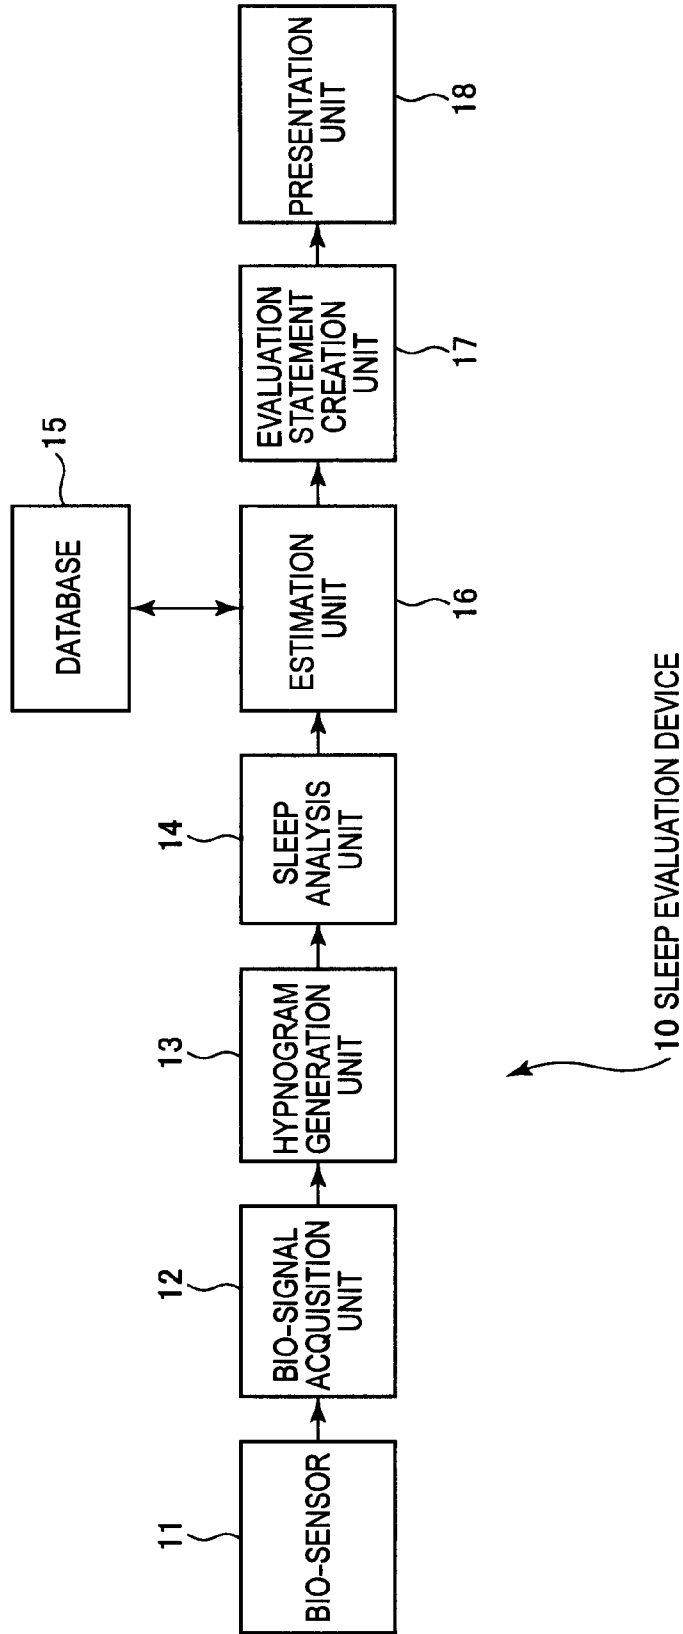 15
DATABASE
11
12
13
14
BIO-SENSOR
BIO-SIGNAL
ACQUISITION
UNIT
HYPNOGRAM
GENERATION
UNIT
SLEEP
ANALYSIS
UNIT
ESTIMATION
UNIT
EVALUATION
STATEMENT
CREATION
UNIT
PRESENTATION
UNIT
16
17
18
10 SLEEP EVALUATION DEVICE